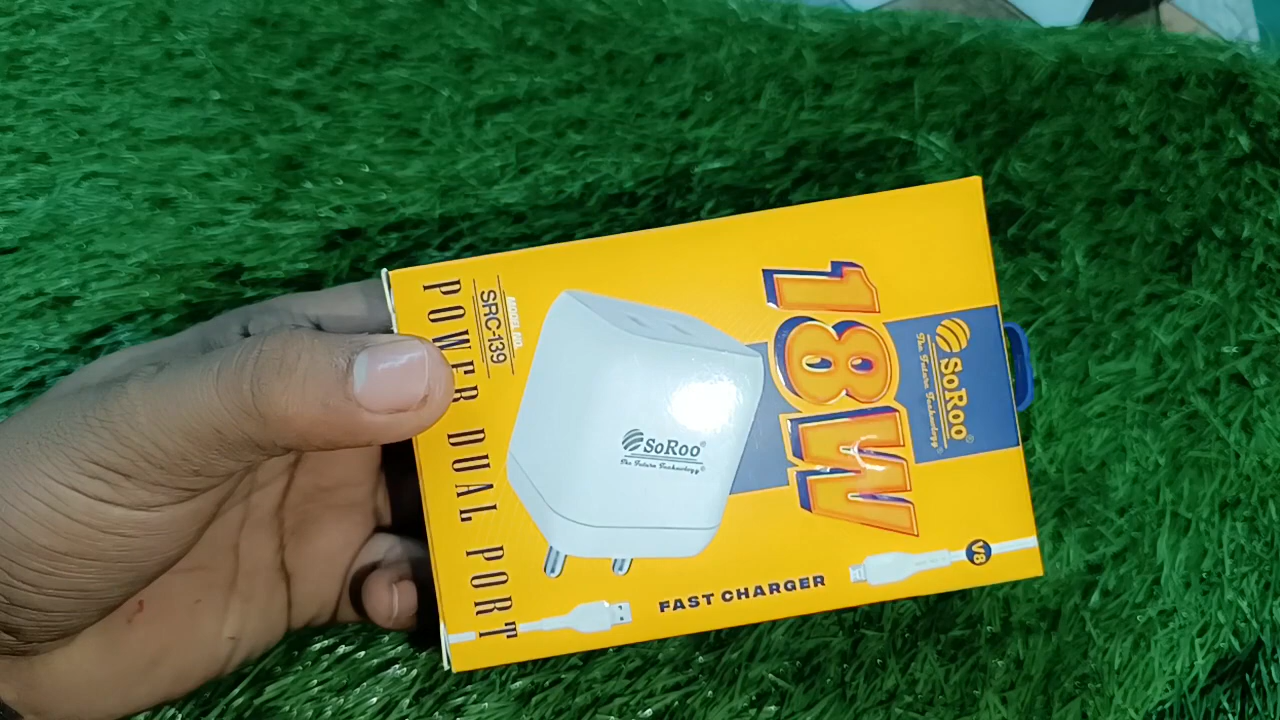 SoRoo®
The Future Technology®
18W
SoRoo®
The Future Technology®
MODEL NO.
SRC-139
POWER DUAL PORT
FAST CHARGER
V8